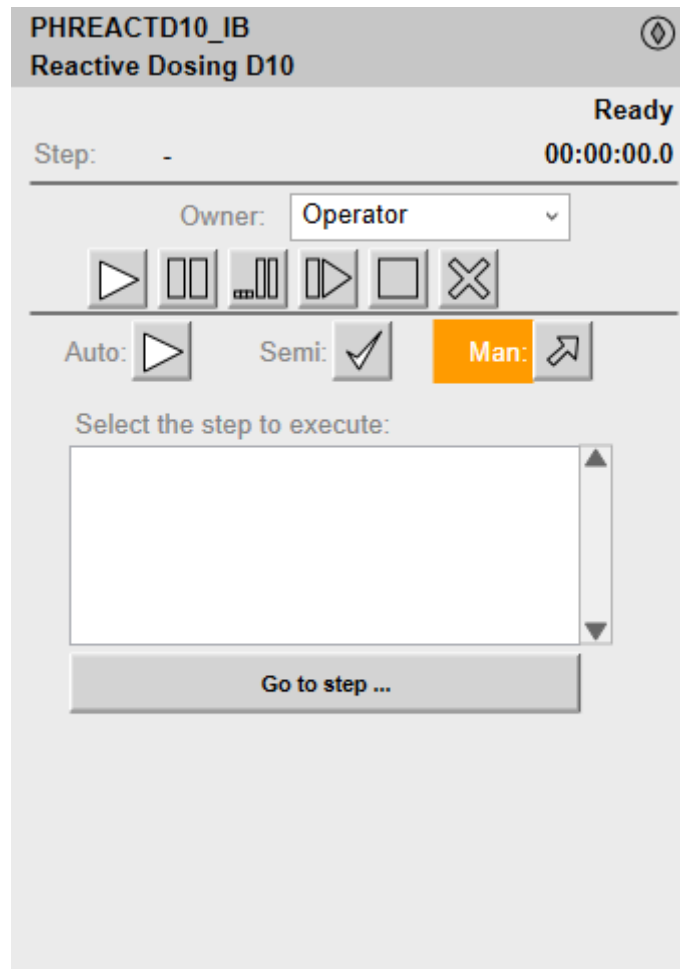 PHREACTD10_IB
Reactive Dosing D10
Ready
Step: - 00:00:00.0
Owner: Operator
Auto: Semi: Man:
Select the step to execute:
Go to step ...